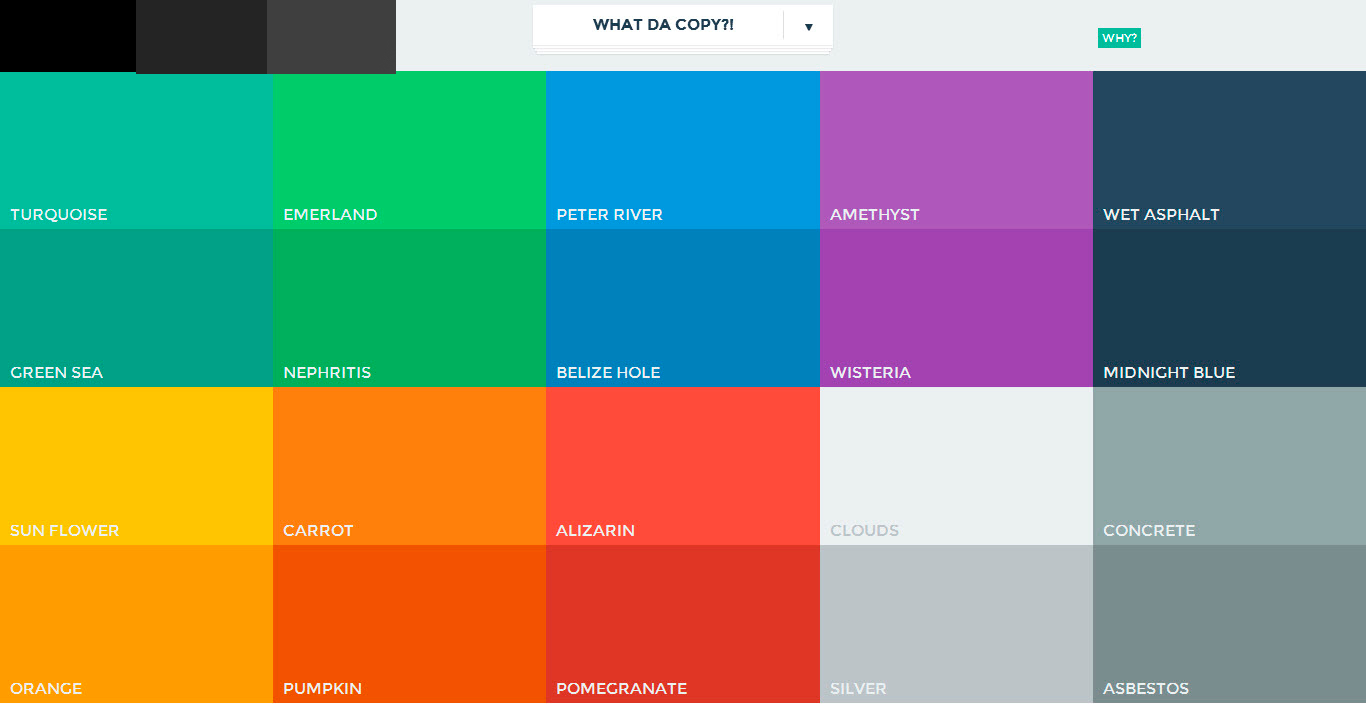 WHAT DA COPY?! ▼
WHY?
TURQUOISE
EMERLAND
PETER RIVER
AMETHYST
WET ASPHALT
GREEN SEA
NEPHRITIS
BELIZE HOLE
WISTERIA
MIDNIGHT BLUE
SUN FLOWER
CARROT
ALIZARIN
CLOUDS
CONCRETE
ORANGE
PUMPKIN
POMEGRANATE
SILVER
ASBESTOS